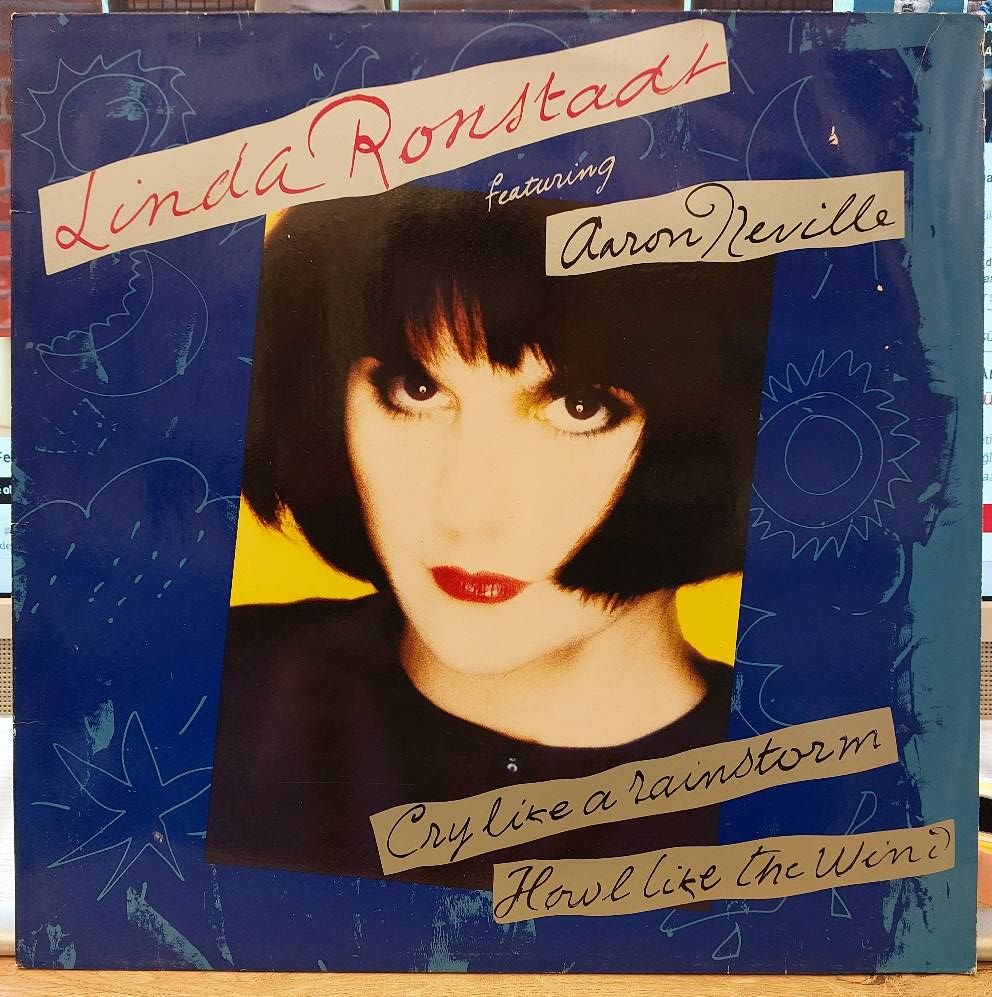 Linda Ronstadt
featuring
Aaron Neville
Cry like a rainstorm
Howl like the Wind